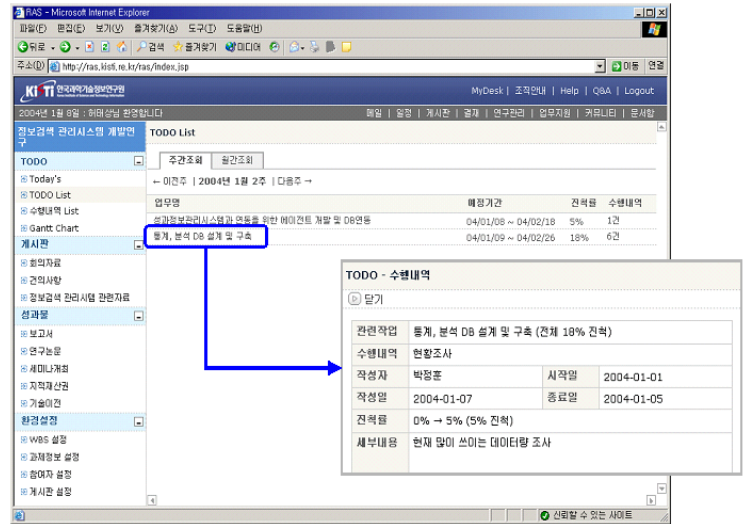 RAS - Microsoft Internet Explorer
파일(F) 편집(E) 보기(V) 즐겨찾기(A) 도구(T) 도움말(H)
뒤로 검색 즐겨찾기 미디어
주소(D) http://ras.kisti.re.kr/ras/index.jsp 이동 연결
KiSTi 한국과학기술정보연구원 MyDesk | 조직안내 | Help | Q&A | Logout
2004년 1월 8일 : 허태상님 환영합니다 메일 | 일정 | 게시판 | 결재 | 연구관리 | 업무지원 | 커뮤니티 | 문서함
정보검색 관리시스템 개발연구
TODO List
TODO
Today's
TODO List
수행내역 List
Gantt Chart
게시판
회의자료
건의사항
정보검색 관리시템 관련자료
성과물
보고서
연구논문
세미나개최
지적재산권
기술이전
환경설정
WBS 설정
과제정보 설정
참여자 설정
게시판 설정
주간조회 월간조회
← 이전주 | 2004년 1월 2주 | 다음주 →
업무명 예정기간 진척률 수행내역
성과정보관리시스템과 연동을 위한 에이전트 개발 및 DB연동 04/01/08 ~ 04/02/18 5% 1건
통계, 분석 DB 설계 및 구축 04/01/09 ~ 04/02/26 18% 6건
TODO - 수행내역
닫기
관련작업 통계, 분석 DB 설계 및 구축 (전체 18% 진척)
수행내역 현황조사
작성자 박정훈 시작일 2004-01-01
작성일 2004-01-07 종료일 2004-01-05
진척률 0% → 5% (5% 진척)
세부내용 현재 많이 쓰이는 데이터량 조사
신뢰할 수 있는 사이트